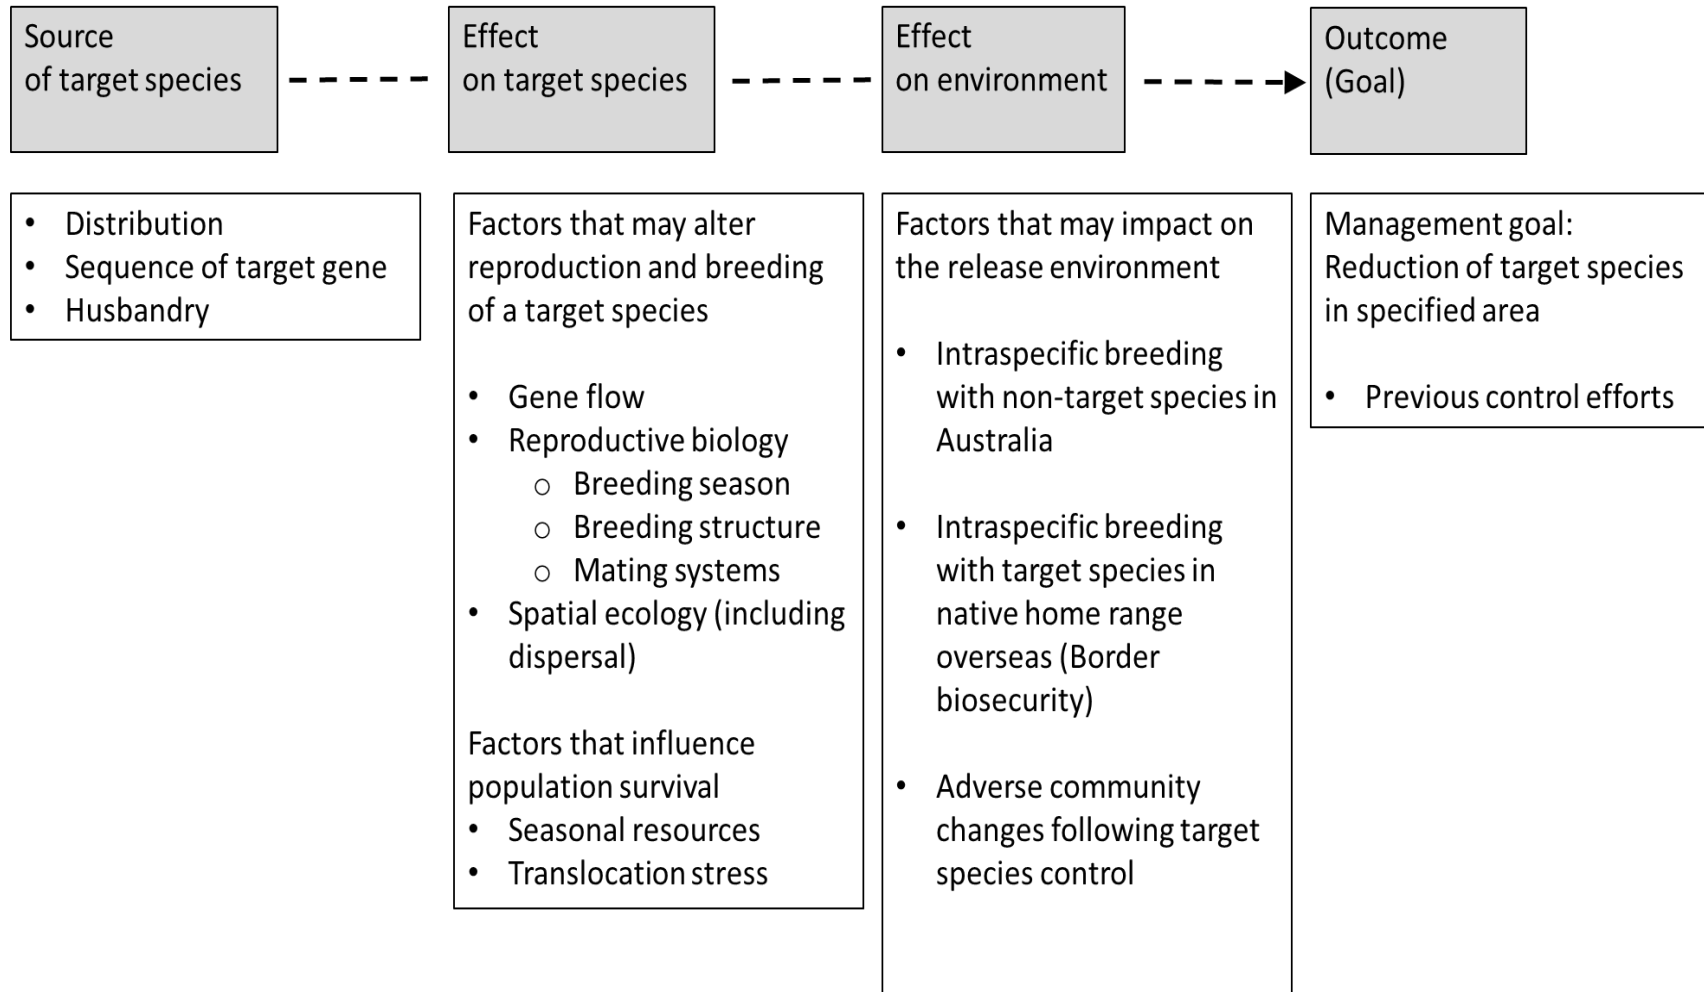 Source
of target species
Effect
on target species
Effect
on environment
Outcome
(Goal)
• Distribution
• Sequence of target gene
• Husbandry
Factors that may alter
reproduction and breeding
of a target species
• Gene flow
• Reproductive biology
o Breeding season
o Breeding structure
o Mating systems
• Spatial ecology (including
dispersal)
Factors that influence
population survival
• Seasonal resources
• Translocation stress
Factors that may impact on
the release environment
• Intraspecific breeding
with non-target species in
Australia
• Intraspecific breeding
with target species in
native home range
overseas (Border
biosecurity)
• Adverse community
changes following target
species control
Management goal:
Reduction of target species
in specified area
• Previous control efforts